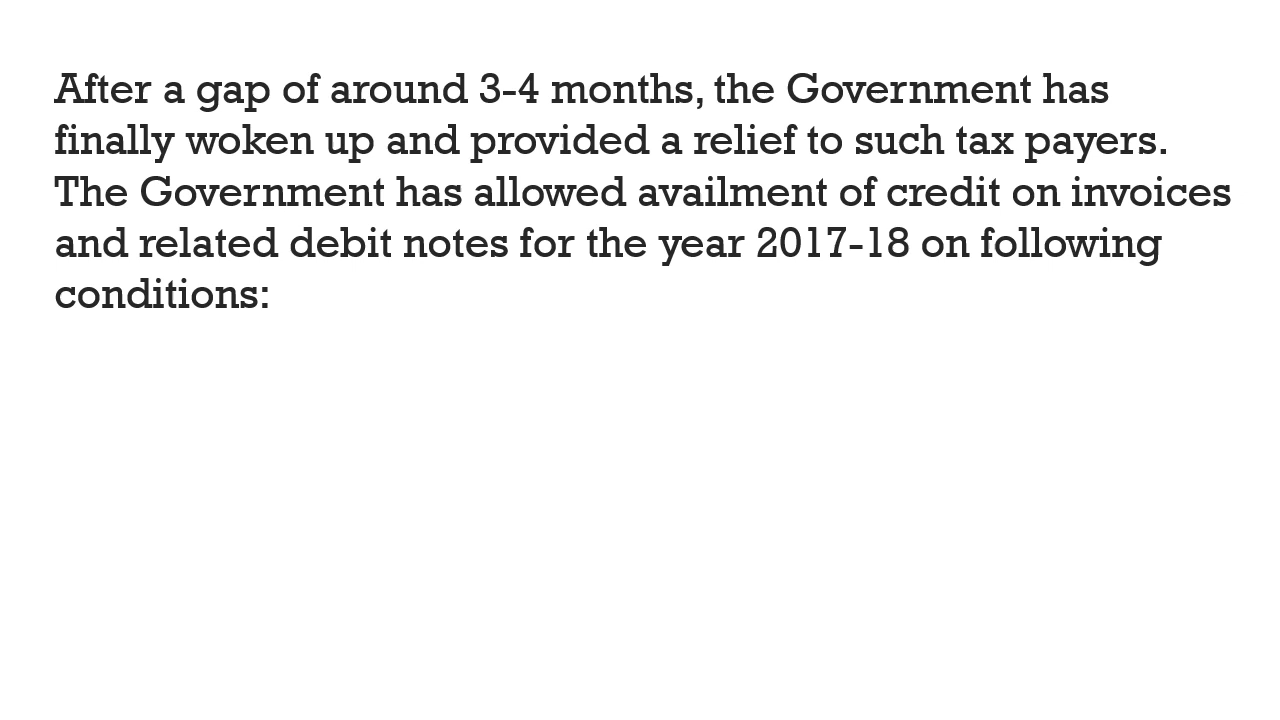 After a gap of around 3-4 months, the Government has
finally woken up and provided a relief to such tax payers.
The Government has allowed availment of credit on invoices
and related debit notes for the year 2017-18 on following
conditions: